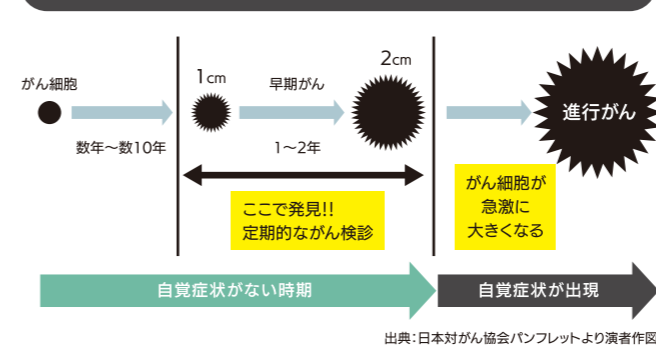 がん細胞
数年～数10年
1cm
早期がん
1～2年
2cm
進行がん
ここで発見!!
定期的ながん検診
がん細胞が
急激に
大きくなる
自覚症状がない時期
自覚症状が出現
出典：日本対がん協会パンフレットより演者作図